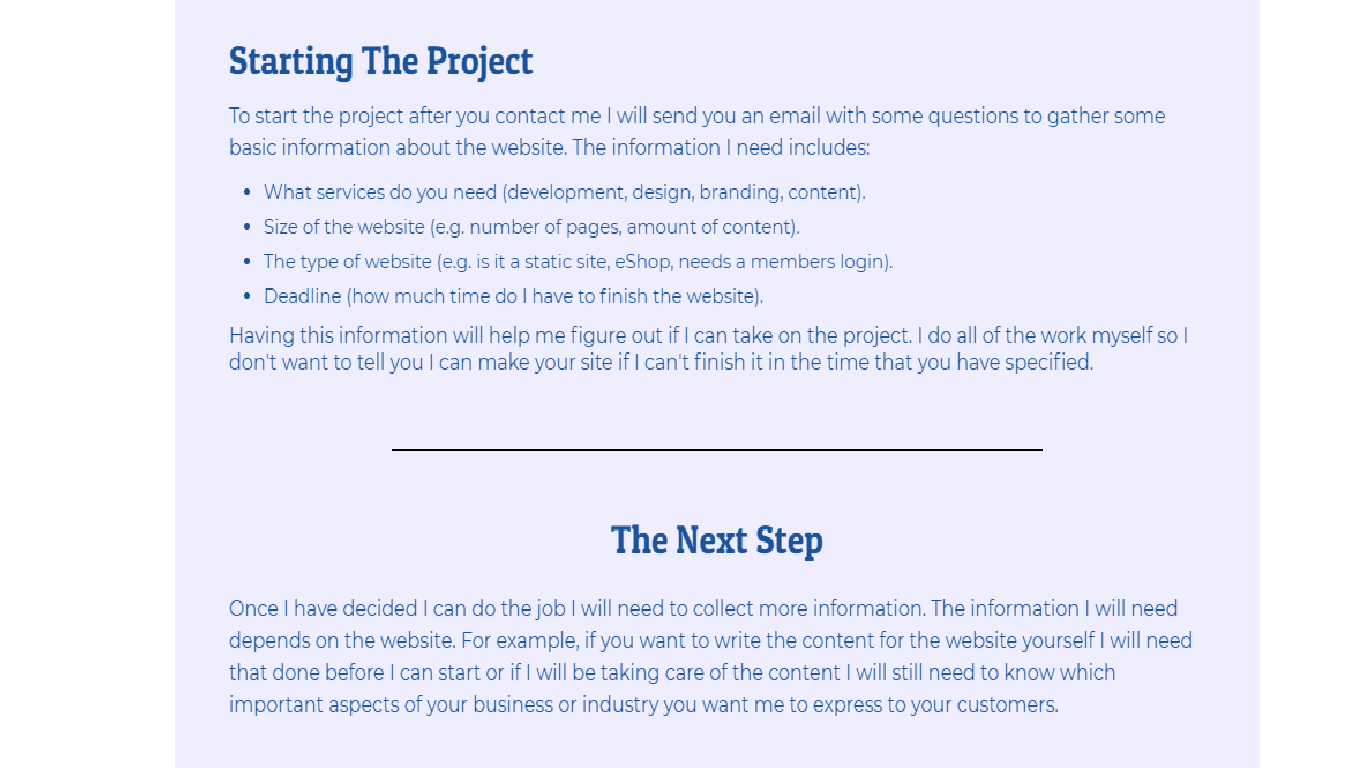 Starting The Project
To start the project after you contact me I will send you an email with some questions to gather some
basic information about the website. The information I need includes:
• What services do you need (development, design, branding, content).
• Size of the website (e.g. number of pages, amount of content).
• The type of website (e.g. is it a static site, eShop, needs a members login).
• Deadline (how much time do I have to finish the website).
Having this information will help me figure out if I can take on the project. I do all of the work myself so I
don't want to tell you I can make your site if I can't finish it in the time that you have specified.
The Next Step
Once I have decided I can do the job I will need to collect more information. The information I will need
depends on the website. For example, if you want to write the content for the website yourself I will need
that done before I can start or if I will be taking care of the content I will still need to know which
important aspects of your business or industry you want me to express to your customers.